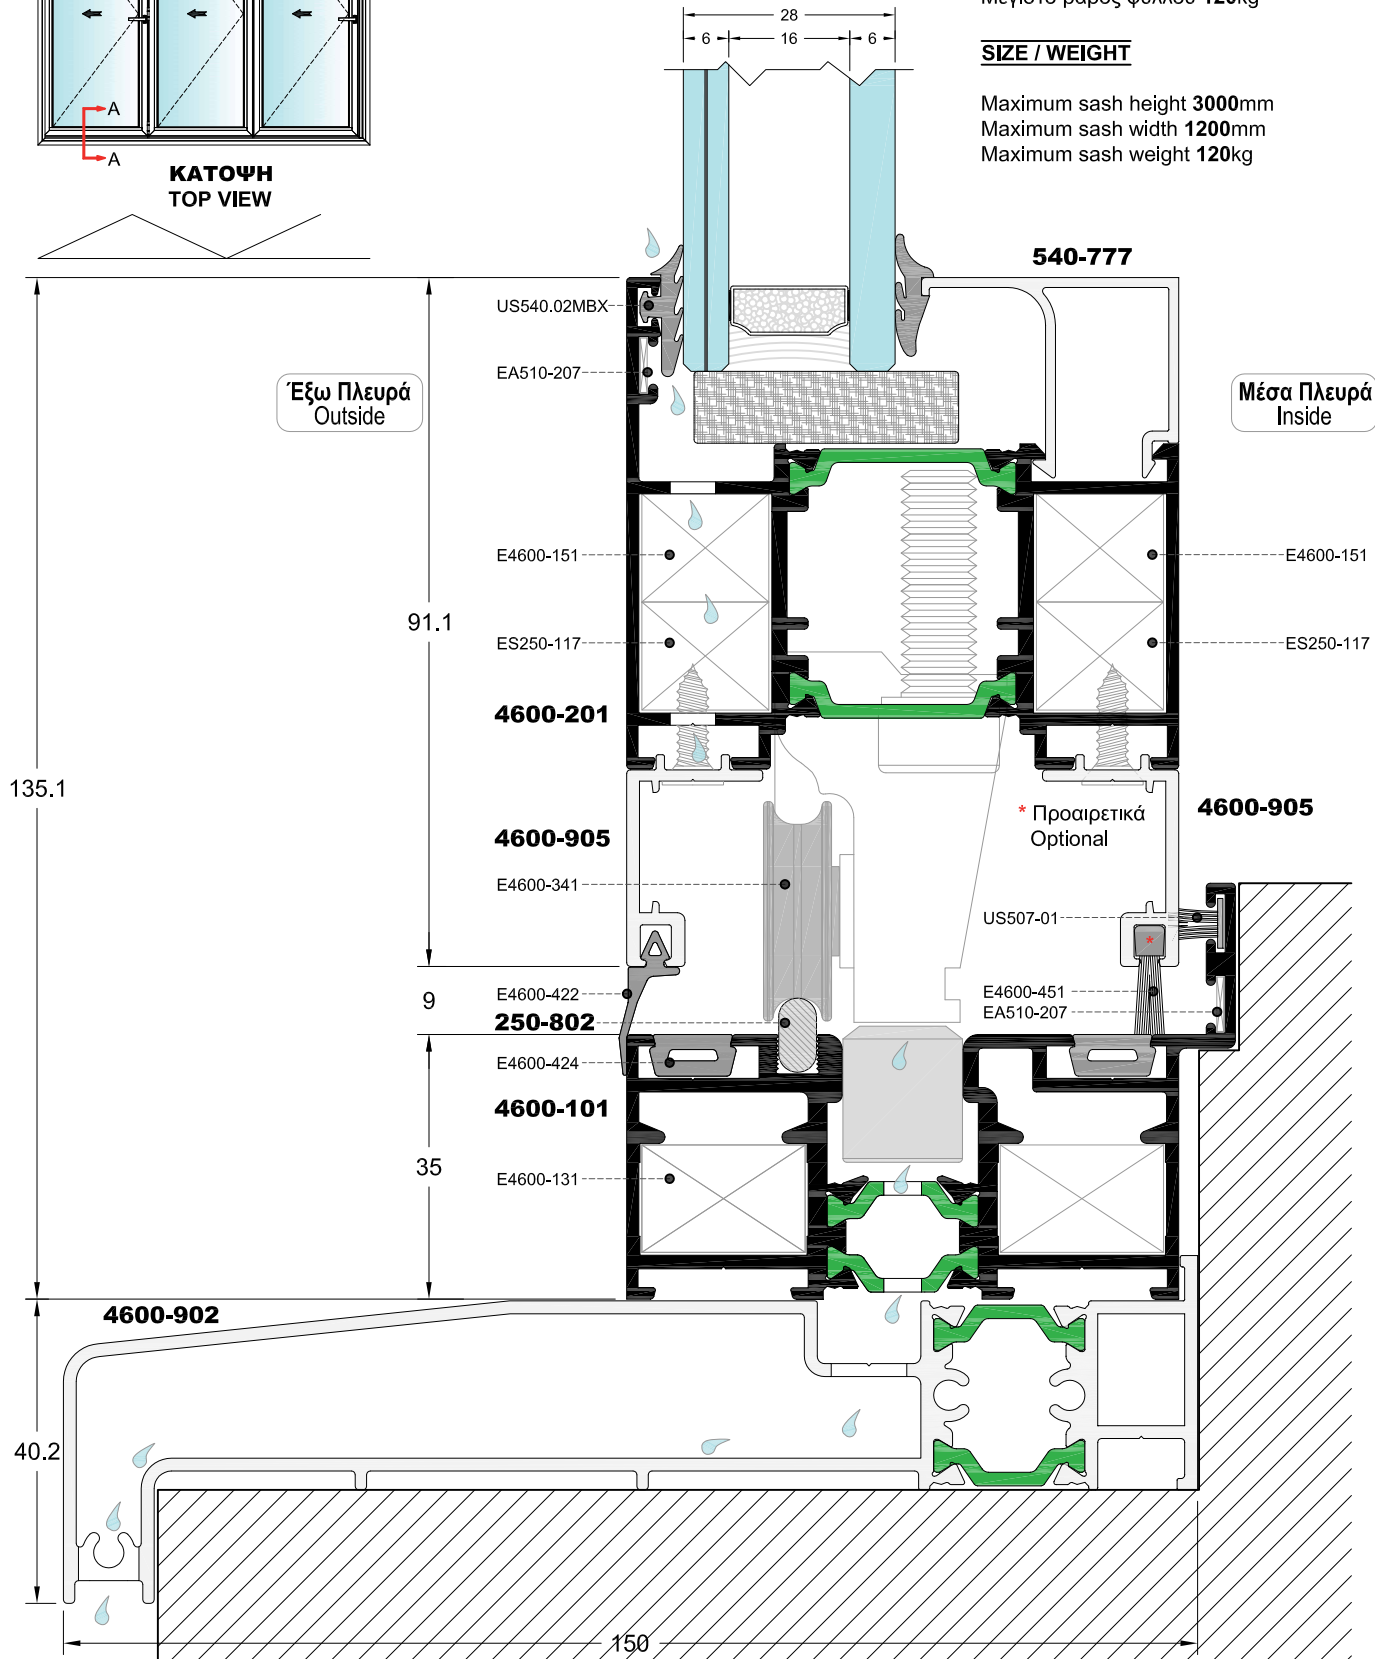 Μέγιστο βάρος φύλλου 120kg
SIZE / WEIGHT
Maximum sash height 3000mm
Maximum sash width 1200mm
Maximum sash weight 120kg
A
A
ΚΑΤΟΨΗ
TOP VIEW
28
6
16
6
540-777
US540.02MBX
EA510-207
Έξω Πλευρά
Outside
Μέσα Πλευρά
Inside
E4600-151
E4600-151
91.1
ES250-117
ES250-117
4600-201
135.1
* Προαιρετικά
Optional
4600-905
4600-905
E4600-341
US507-01
*
9
E4600-422
E4600-451
EA510-207
250-802
E4600-424
4600-101
35
E4600-131
4600-902
40.2
150